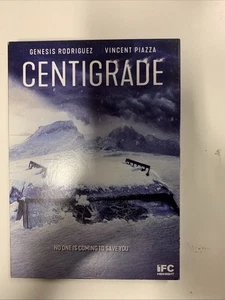 GENESIS RODRIGUEZ VINCENT PIAZZA
CENTIGRADE
NO ONE IS COMING TO SAVE YOU
IFC
MIDNIGHT